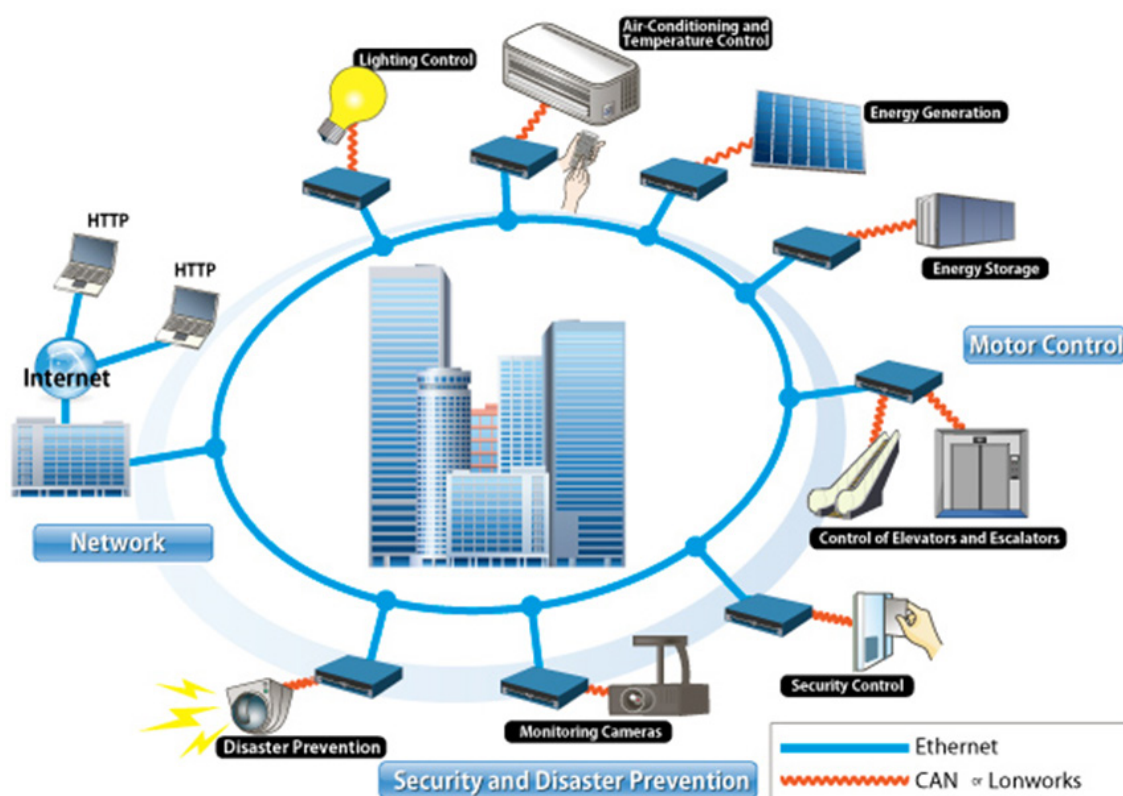 Air-Conditioning and
Temperature Control
Lighting Control
Energy Generation
HTTP
HTTP
Energy Storage
Motor Control
Internet
Control of Elevators and Escalators
Network
Security Control
Monitoring Cameras
Disaster Prevention
Security and Disaster Prevention
Ethernet
CAN or Lonworks